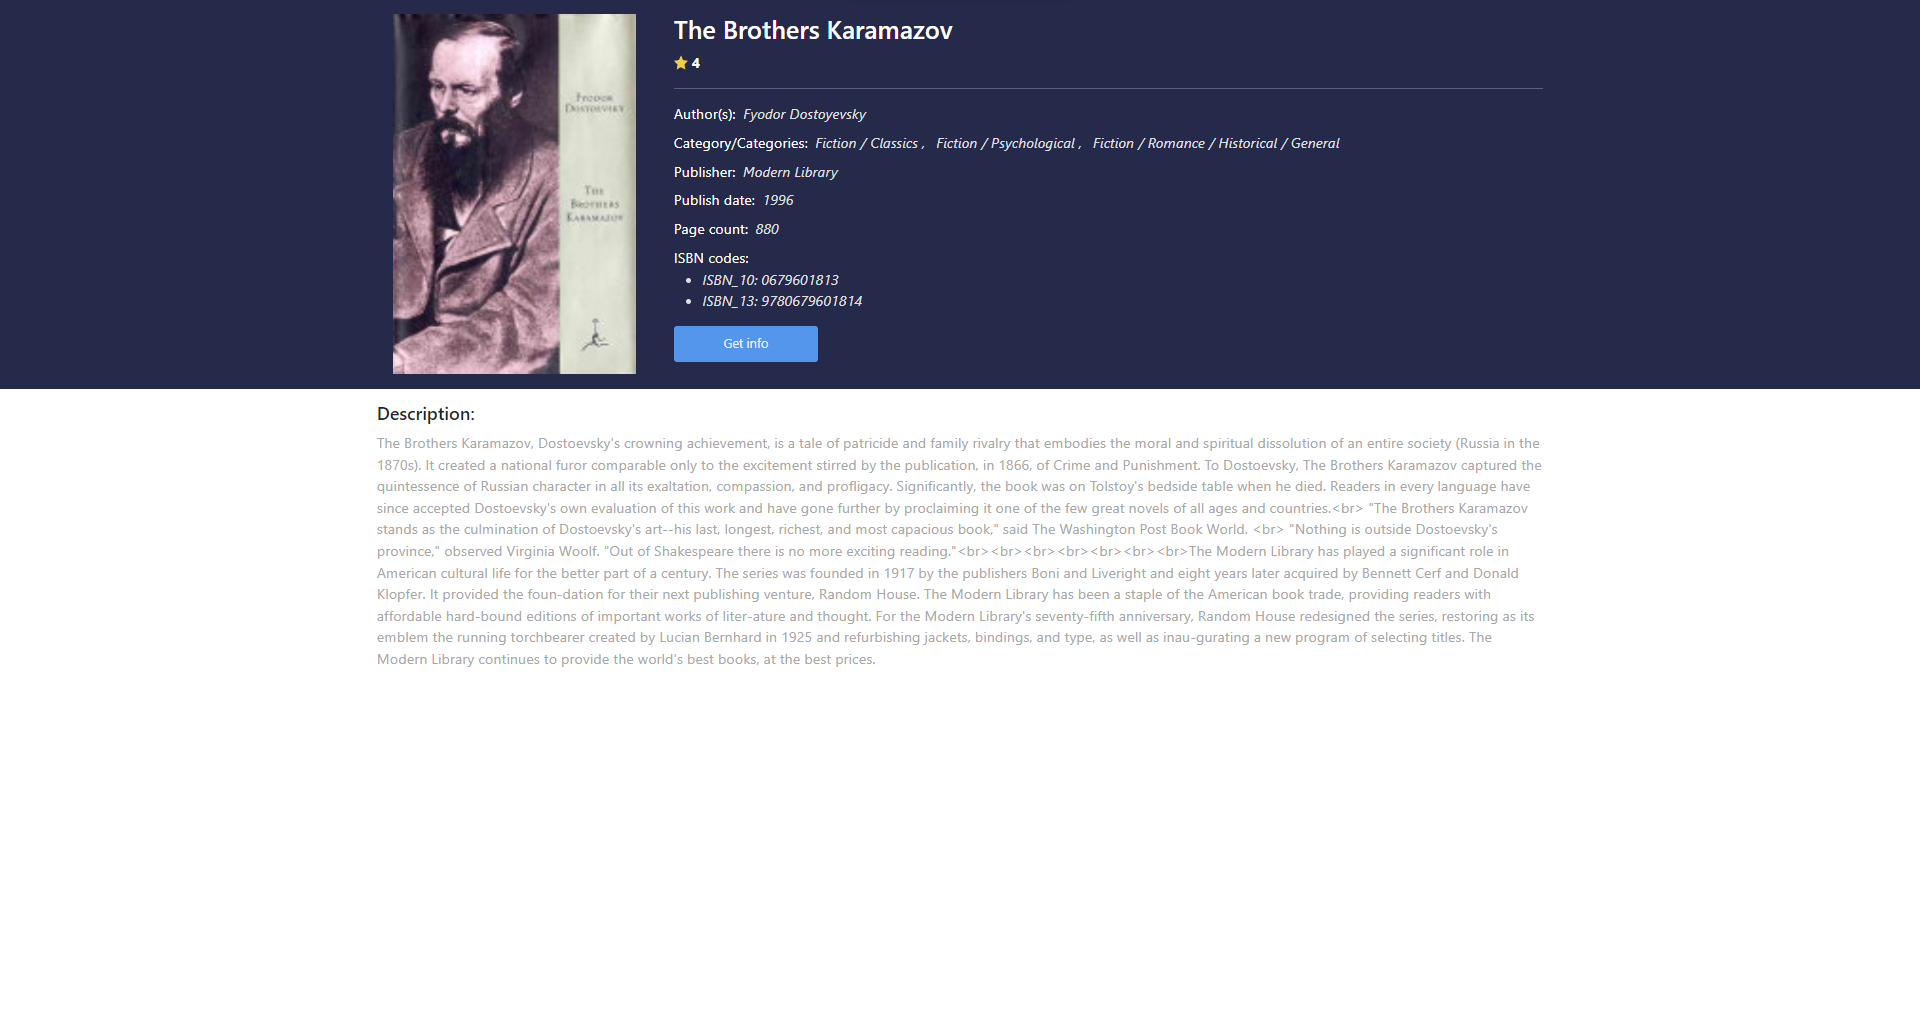 FYODOR
DOSTOEVSKY
THE
BROTHERS
KARAMAZOV
The Brothers Karamazov
4
Author(s): Fyodor Dostoyevsky
Category/Categories: Fiction / Classics , Fiction / Psychological , Fiction / Romance / Historical / General
Publisher: Modern Library
Publish date: 1996
Page count: 880
ISBN codes:
• ISBN_10: 0679601813
• ISBN_13: 9780679601814
Get info
Description:
The Brothers Karamazov, Dostoevsky's crowning achievement, is a tale of patricide and family rivalry that embodies the moral and spiritual dissolution of an entire society (Russia in the
1870s). It created a national furor comparable only to the excitement stirred by the publication, in 1866, of Crime and Punishment. To Dostoevsky, The Brothers Karamazov captured the
quintessence of Russian character in all its exaltation, compassion, and profligacy. Significantly, the book was on Tolstoy's bedside table when he died. Readers in every language have
since accepted Dostoevsky's own evaluation of this work and have gone further by proclaiming it one of the few great novels of all ages and countries.<br> "The Brothers Karamazov
stands as the culmination of Dostoevsky's art--his last, longest, richest, and most capacious book," said The Washington Post Book World. <br> "Nothing is outside Dostoevsky's
province," observed Virginia Woolf. "Out of Shakespeare there is no more exciting reading."<br><br><br><br><br><br><br>The Modern Library has played a significant role in
American cultural life for the better part of a century. The series was founded in 1917 by the publishers Boni and Liveright and eight years later acquired by Bennett Cerf and Donald
Klopfer. It provided the foun-dation for their next publishing venture, Random House. The Modern Library has been a staple of the American book trade, providing readers with
affordable hard-bound editions of important works of liter-ature and thought. For the Modern Library's seventy-fifth anniversary, Random House redesigned the series, restoring as its
emblem the running torchbearer created by Lucian Bernhard in 1925 and refurbishing jackets, bindings, and type, as well as inau-gurating a new program of selecting titles. The
Modern Library continues to provide the world's best books, at the best prices.